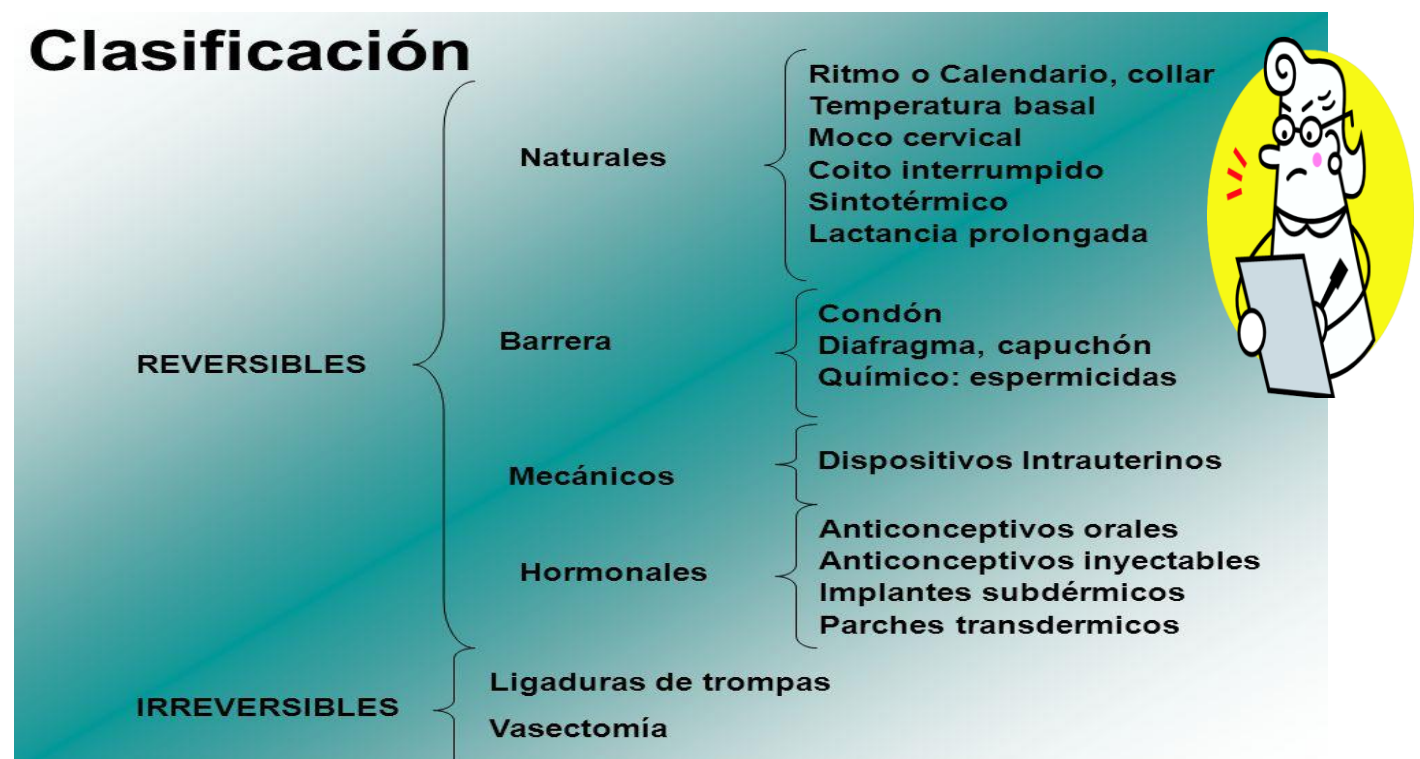 Clasificación
REVERSIBLES
Naturales
Ritmo o Calendario, collar
Temperatura basal
Moco cervical
Coito interrumpido
Sintotérmico
Lactancia prolongada
Barrera
Condón
Diafragma, capuchón
Químico: espermicidas
Mecánicos
Dispositivos Intrauterinos
Hormonales
Anticonceptivos orales
Anticonceptivos inyectables
Implantes subdérmicos
Parches transdermicos
IRREVERSIBLES
Ligaduras de trompas
Vasectomía